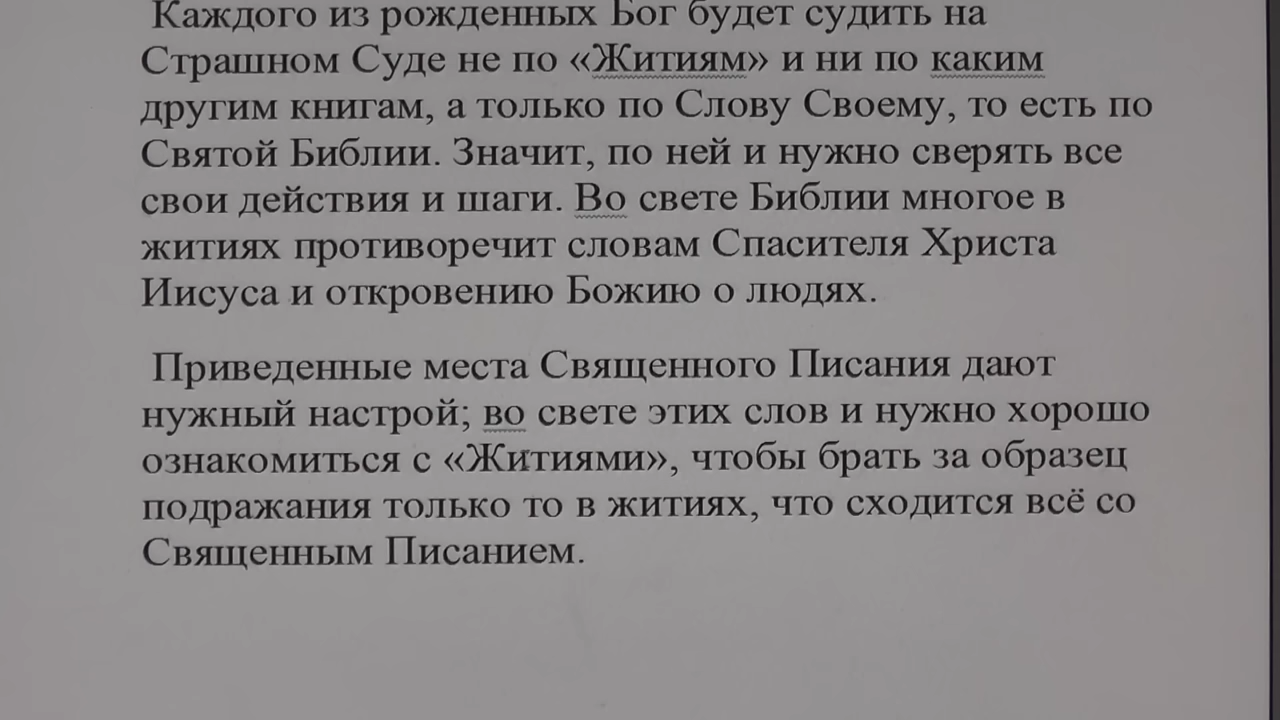 Каждого из рожденных Бог будет судить на
Страшном Суде не по «Житиям» и ни по каким
другим книгам, а только по Слову Своему, то есть по
Святой Библии. Значит, по ней и нужно сверять все
свои действия и шаги. Во свете Библии многое в
житиях противоречит словам Спасителя Христа
Иисуса и откровению Божию о людях.
Приведенные места Священного Писания дают
нужный настрой; во свете этих слов и нужно хорошо
ознакомиться с «Житиями», чтобы брать за образец
подражания только то в житиях, что сходится всё со
Священным Писанием.